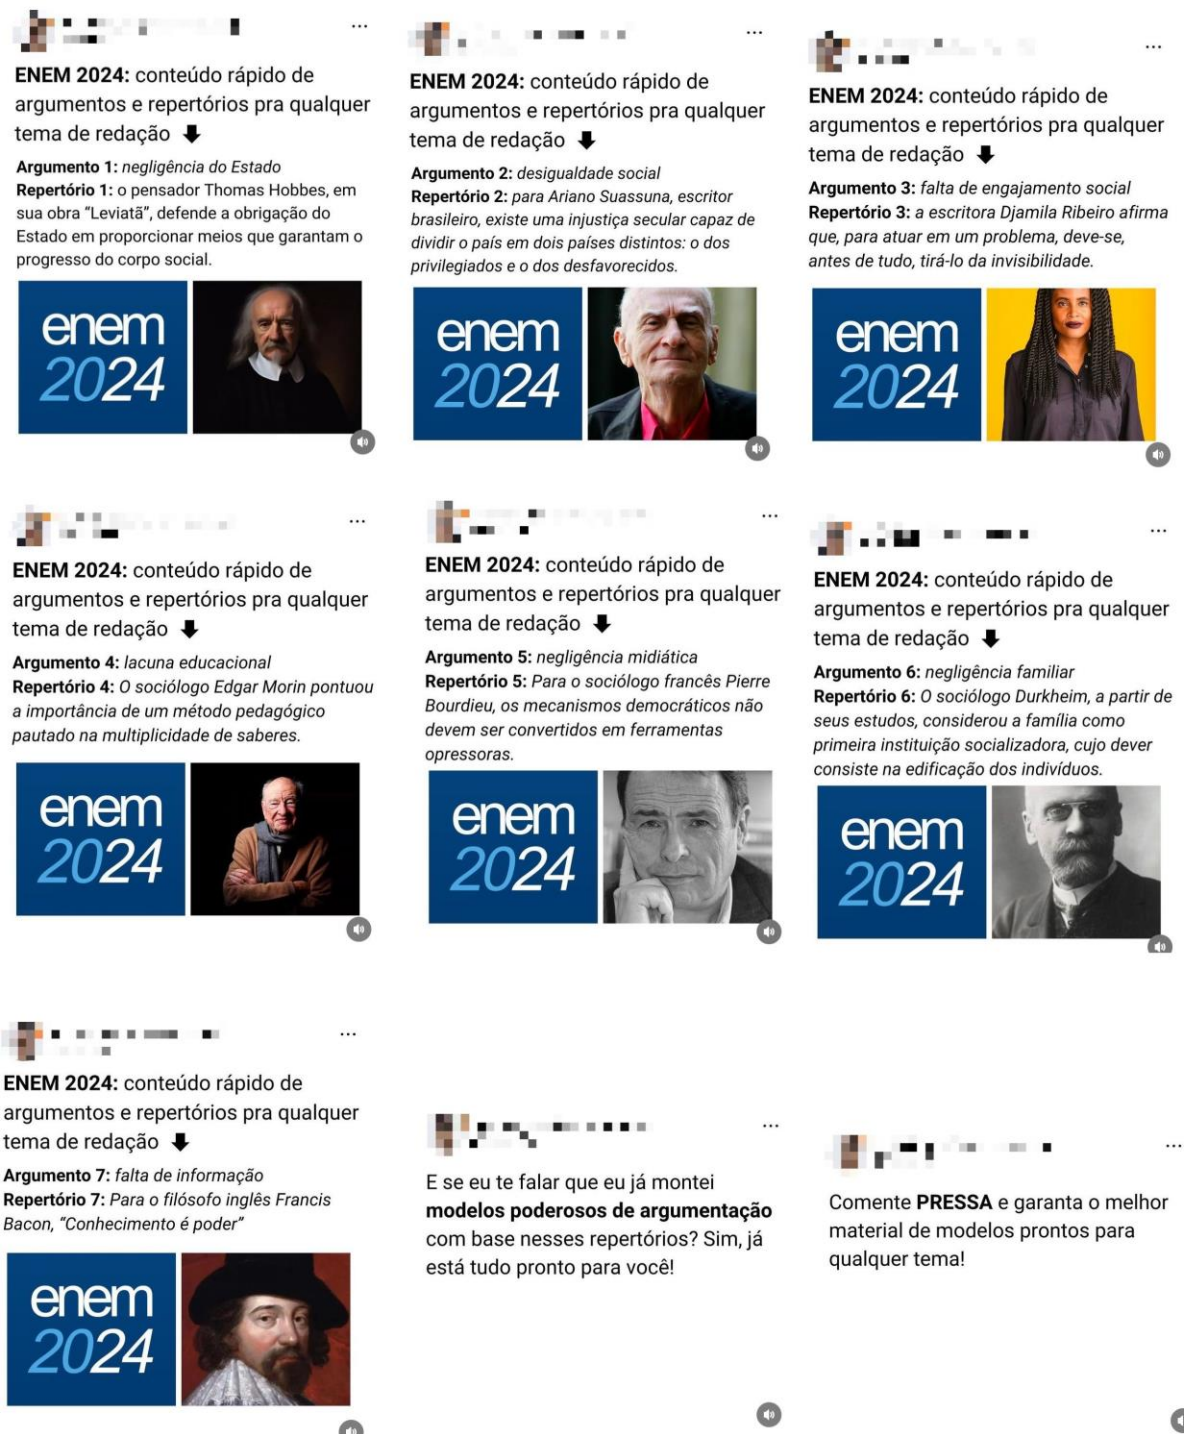 ENEM 2024: conteúdo rápido de
argumentos e repertórios pra qualquer
tema de redação
Argumento 1: negligência do Estado
Repertório 1: o pensador Thomas Hobbes, em
sua obra “Leviatã”, defende a obrigação do
Estado em proporcionar meios que garantam o
progresso do corpo social.
enem
2024
ENEM 2024: conteúdo rápido de
argumentos e repertórios pra qualquer
tema de redação
Argumento 2: desigualdade social
Repertório 2: para Ariano Suassuna, escritor
brasileiro, existe uma injustiça secular capaz de
dividir o país em dois países distintos: o dos
privilegiados e o dos desfavorecidos.
enem
2024
ENEM 2024: conteúdo rápido de
argumentos e repertórios pra qualquer
tema de redação
Argumento 3: falta de engajamento social
Repertório 3: a escritora Djamila Ribeiro afirma
que, para atuar em um problema, deve-se,
antes de tudo, tirá-lo da invisibilidade.
enem
2024
ENEM 2024: conteúdo rápido de
argumentos e repertórios pra qualquer
tema de redação
Argumento 4: lacuna educacional
Repertório 4: O sociólogo Edgar Morin pontuou
a importância de um método pedagógico
pautado na multiplicidade de saberes.
enem
2024
ENEM 2024: conteúdo rápido de
argumentos e repertórios pra qualquer
tema de redação
Argumento 5: negligência midiática
Repertório 5: Para o sociólogo francês Pierre
Bourdieu, os mecanismos democráticos não
devem ser convertidos em ferramentas
opressoras.
enem
2024
ENEM 2024: conteúdo rápido de
argumentos e repertórios pra qualquer
tema de redação
Argumento 6: negligência familiar
Repertório 6: O sociólogo Durkheim, a partir de
seus estudos, considerou a família como
primeira instituição socializadora, cujo dever
consiste na edificação dos indivíduos.
enem
2024
ENEM 2024: conteúdo rápido de
argumentos e repertórios pra qualquer
tema de redação
Argumento 7: falta de informação
Repertório 7: Para o filósofo inglês Francis
Bacon, “Conhecimento é poder”
enem
2024
E se eu te falar que eu já montei
modelos poderosos de argumentação
com base nesses repertórios? Sim, já
está tudo pronto para você!
Comente PRESSA e garanta o melhor
material de modelos prontos para
qualquer tema!